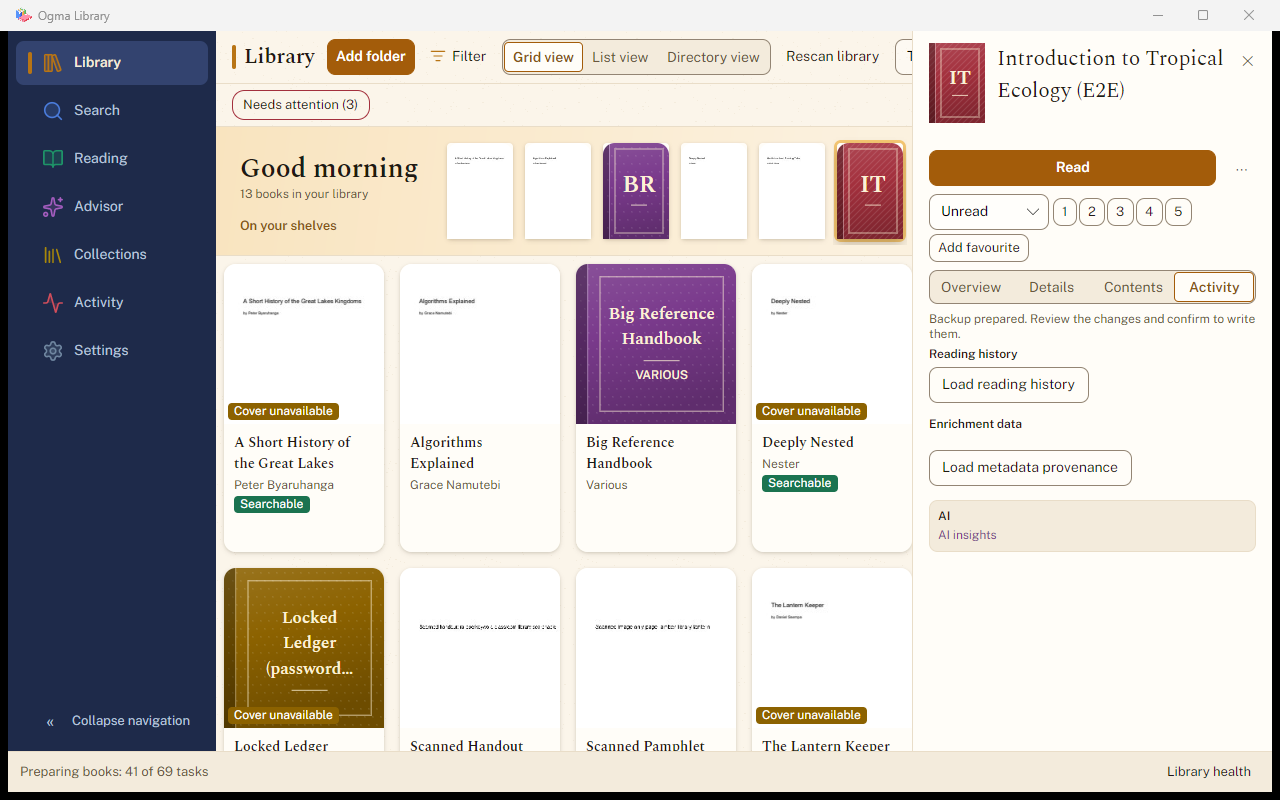 Ogma Library
Library
Search
Reading
Advisor
Collections
Activity
Settings
« Collapse navigation
Library
Add folder
Filter
Grid view
List view
Directory view
Rescan library
Needs attention (3)
Good morning
13 books in your library
On your shelves
BR
IT
A Short History of the Great Lakes Kingdoms
by Peter Byaruhanga
Cover unavailable
A Short History of
the Great Lakes
Peter Byaruhanga
Searchable
Algorithms Explained
by Grace Namutebi
Algorithms
Explained
Grace Namutebi
Big Reference
Handbook
VARIOUS
Big Reference
Handbook
Various
Deeply Nested
by Nester
Cover unavailable
Deeply Nested
Nester
Searchable
Locked
Ledger
(password...
Cover unavailable
Locked Ledger
Scanned Handout
Scanned Pamphlet
The Lantern Keeper
Cover unavailable
The Lantern Keeper
IT
Introduction to Tropical
Ecology (E2E)
Read
...
Unread
1
2
3
4
5
Add favourite
Overview
Details
Contents
Activity
Backup prepared. Review the changes and confirm to write
them.
Reading history
Load reading history
Enrichment data
Load metadata provenance
AI
AI insights
Preparing books: 41 of 69 tasks
Library health